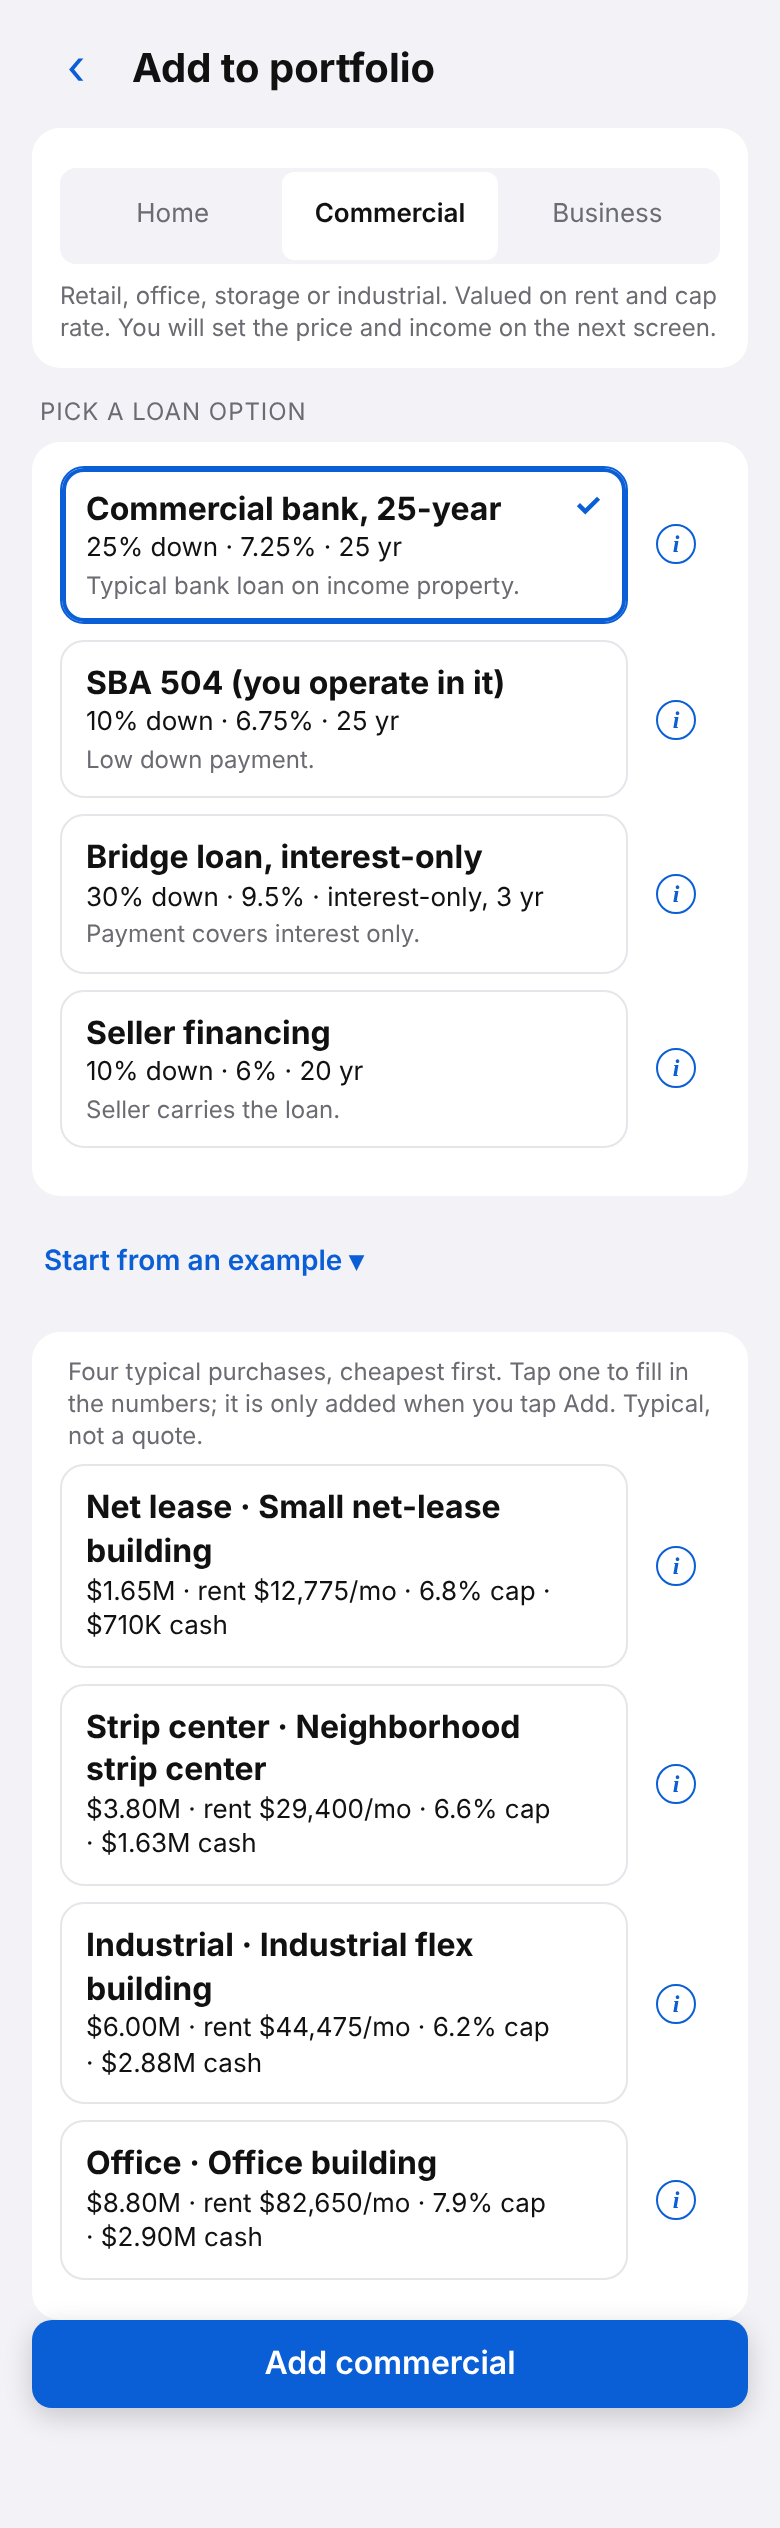 ‹ Add to portfolio
Home Commercial Business
Retail, office, storage or industrial. Valued on rent and cap
rate. You will set the price and income on the next screen.
PICK A LOAN OPTION
Commercial bank, 25-year ✓
25% down · 7.25% · 25 yr
Typical bank loan on income property.
i
SBA 504 (you operate in it)
10% down · 6.75% · 25 yr
Low down payment.
i
Bridge loan, interest-only
30% down · 9.5% · interest-only, 3 yr
Payment covers interest only.
i
Seller financing
10% down · 6% · 20 yr
Seller carries the loan.
i
Start from an example ▾
Four typical purchases, cheapest first. Tap one to fill in
the numbers; it is only added when you tap Add. Typical,
not a quote.
Net lease · Small net-lease
building
$1.65M · rent $12,775/mo · 6.8% cap ·
$710K cash
i
Strip center · Neighborhood
strip center
$3.80M · rent $29,400/mo · 6.6% cap
· $1.63M cash
i
Industrial · Industrial flex
building
$6.00M · rent $44,475/mo · 6.2% cap
· $2.88M cash
i
Office · Office building
$8.80M · rent $82,650/mo · 7.9% cap
· $2.90M cash
i
Add commercial